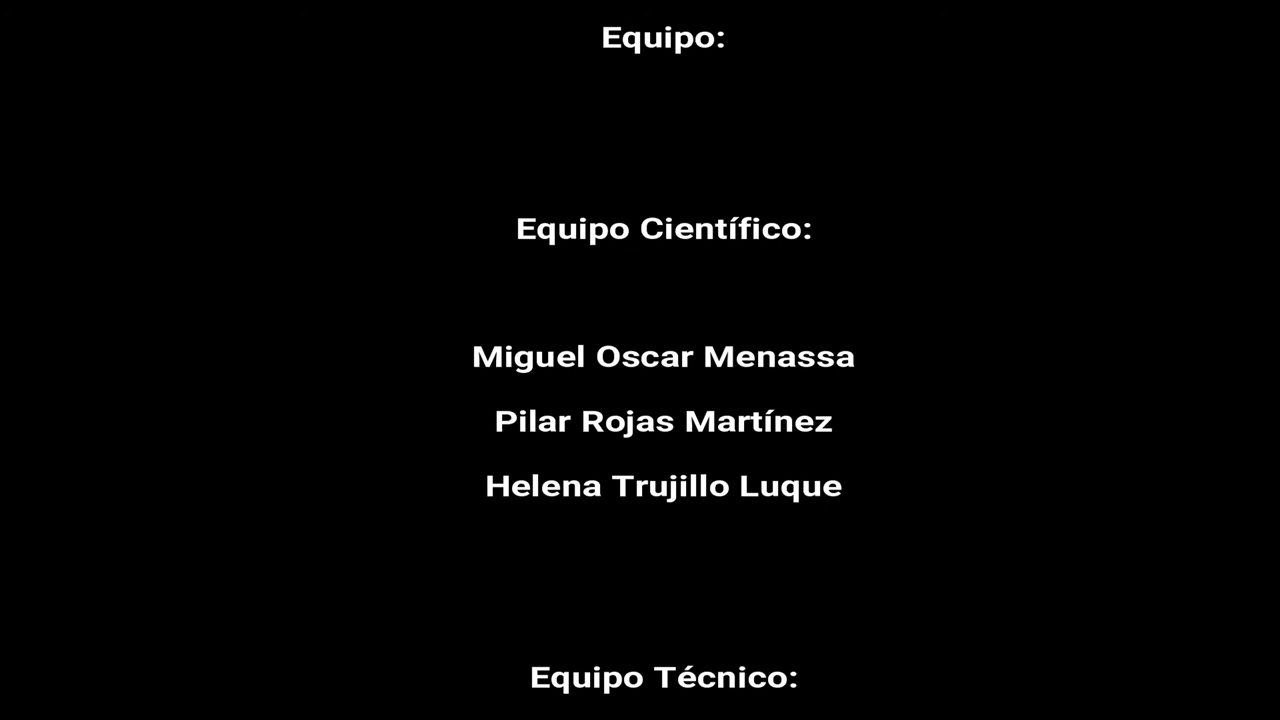 Equipo:
Equipo Científico:
Miguel Oscar Menassa
Pilar Rojas Martínez
Helena Trujillo Luque
Equipo Técnico: